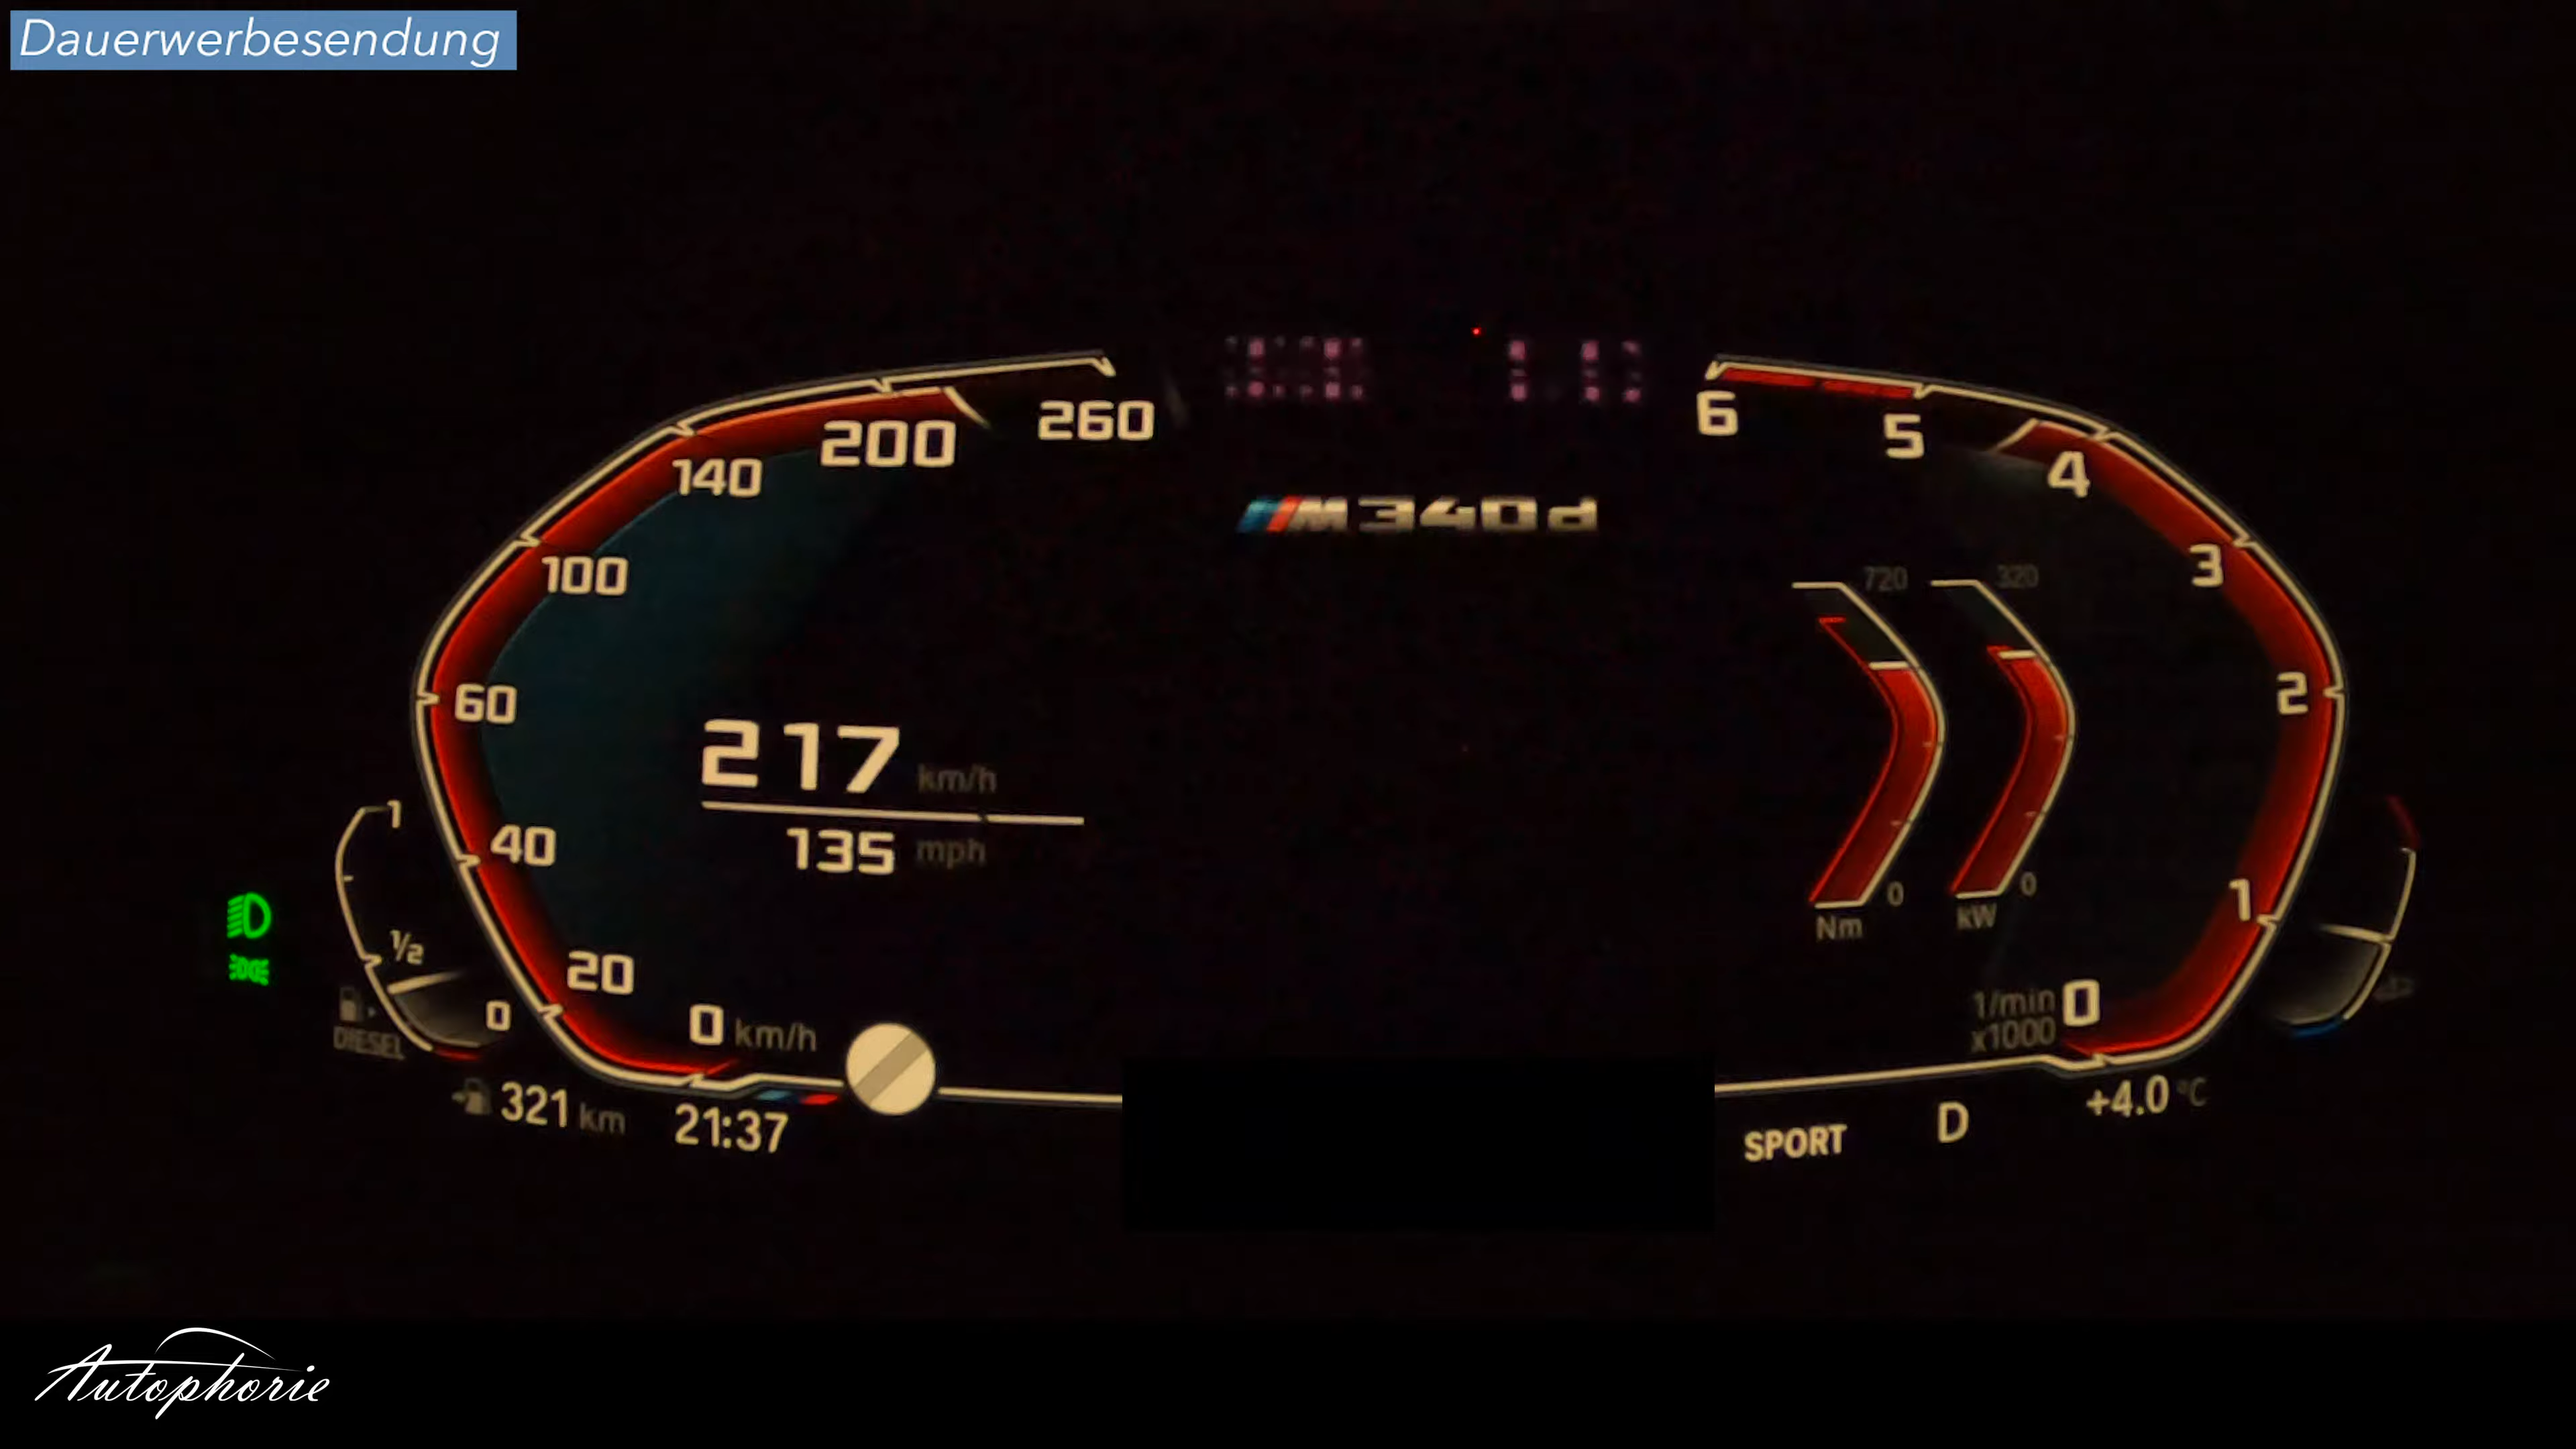 Dauerwerbesendung
260
200
140
100
60
40
20
0 km/h
M340d
217 km/h
135 mph
6
5
4
3
2
1
0
1/min
x1000
720
0
Nm
320
0
kW
1
1/2
0
DIESEL
321 km
21:37
SPORT
D
+4.0 °C
Autophorie